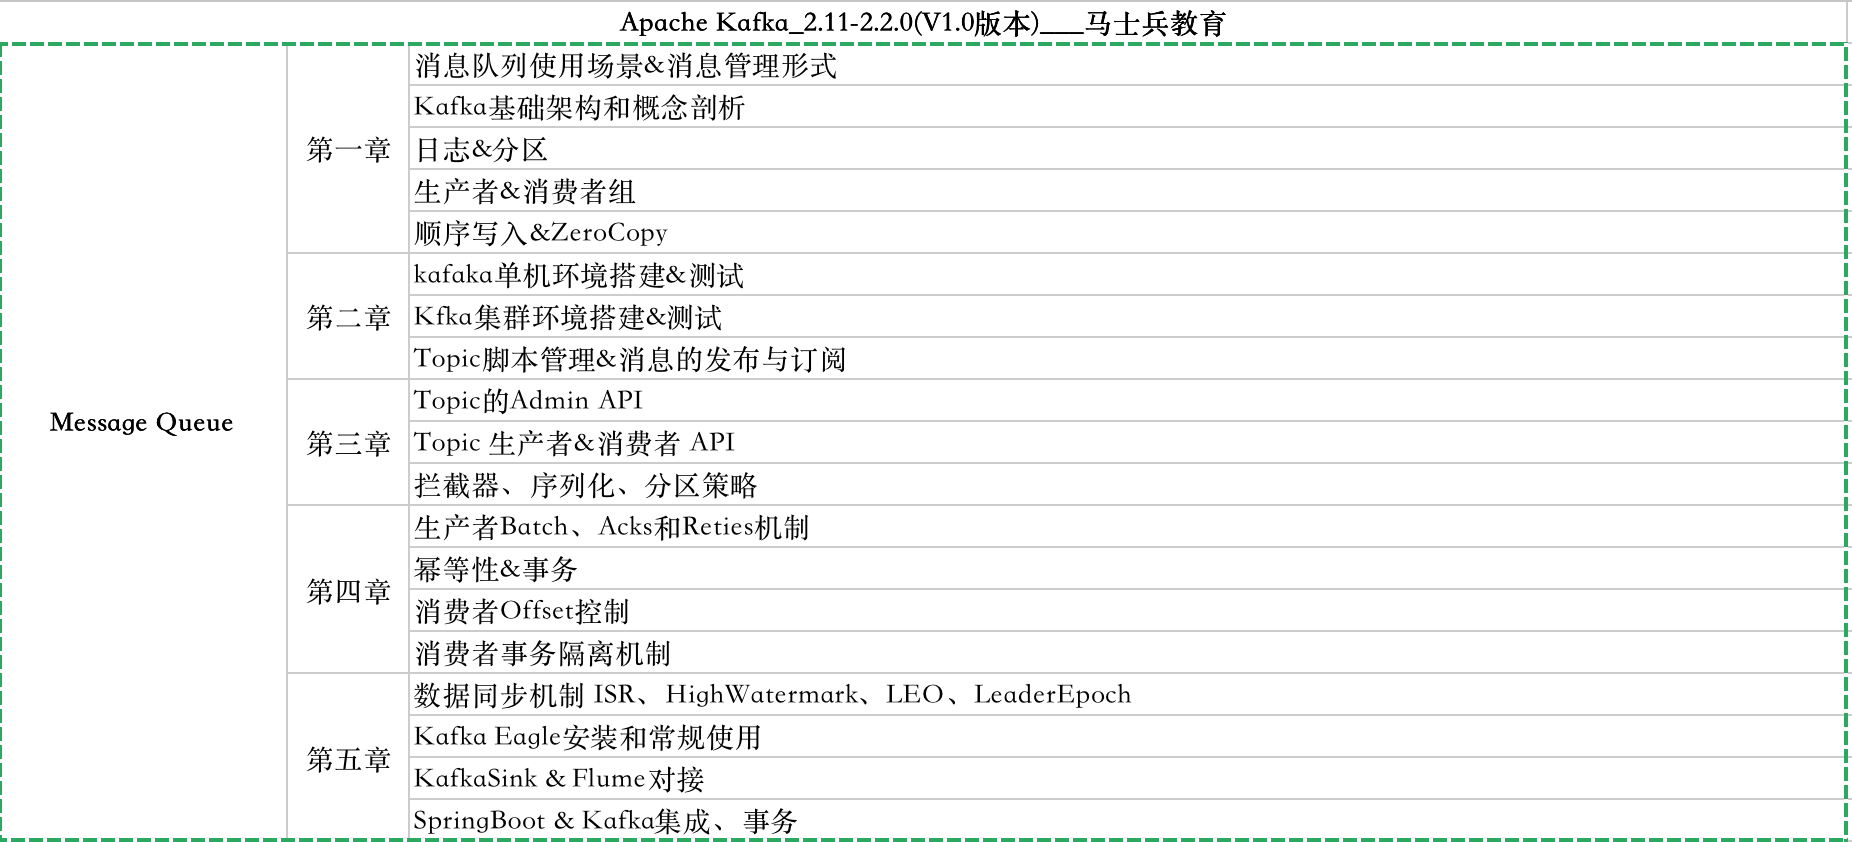 Apache Kafka_2.11-2.2.0(V1.0版本)___马士兵教育
Message Queue
第一章
消息队列使用场景&消息管理形式
Kafka基础架构和概念剖析
日志&分区
生产者&消费者组
顺序写入&ZeroCopy
第二章
kafaka单机环境搭建&测试
Kfka集群环境搭建&测试
Topic脚本管理&消息的发布与订阅
第三章
Topic的Admin API
Topic 生产者&消费者 API
拦截器、序列化、分区策略
第四章
生产者Batch、Acks和Reties机制
幂等性&事务
消费者Offset控制
消费者事务隔离机制
第五章
数据同步机制 ISR、HighWatermark、LEO、LeaderEpoch
Kafka Eagle安装和常规使用
KafkaSink & Flume对接
SpringBoot & Kafka集成、事务